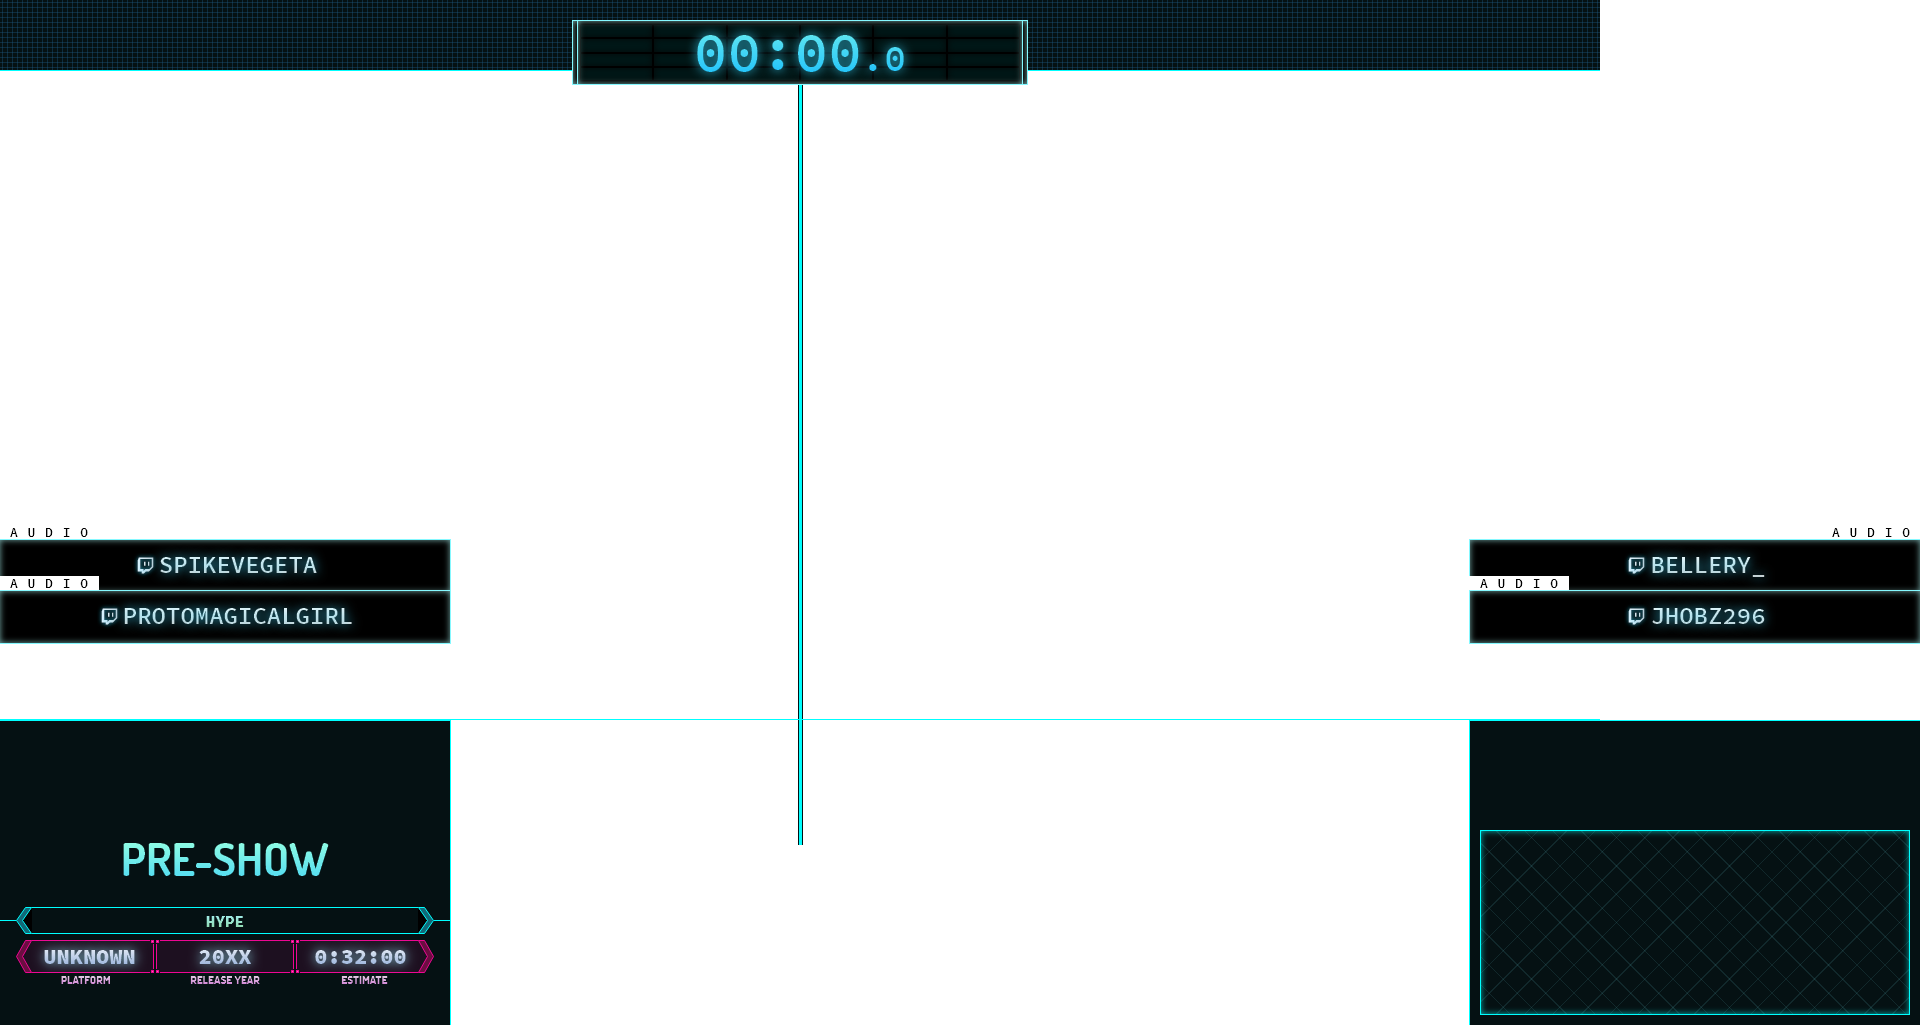 00:00.0
AUDIO
SPIKEVEGETA
AUDIO
PROTOMAGICALGIRL
AUDIO
BELLERY_
AUDIO
JHOBZ296
PRE-SHOW
HYPE
UNKNOWN 20XX 0:32:00
PLATFORM RELEASE YEAR ESTIMATE